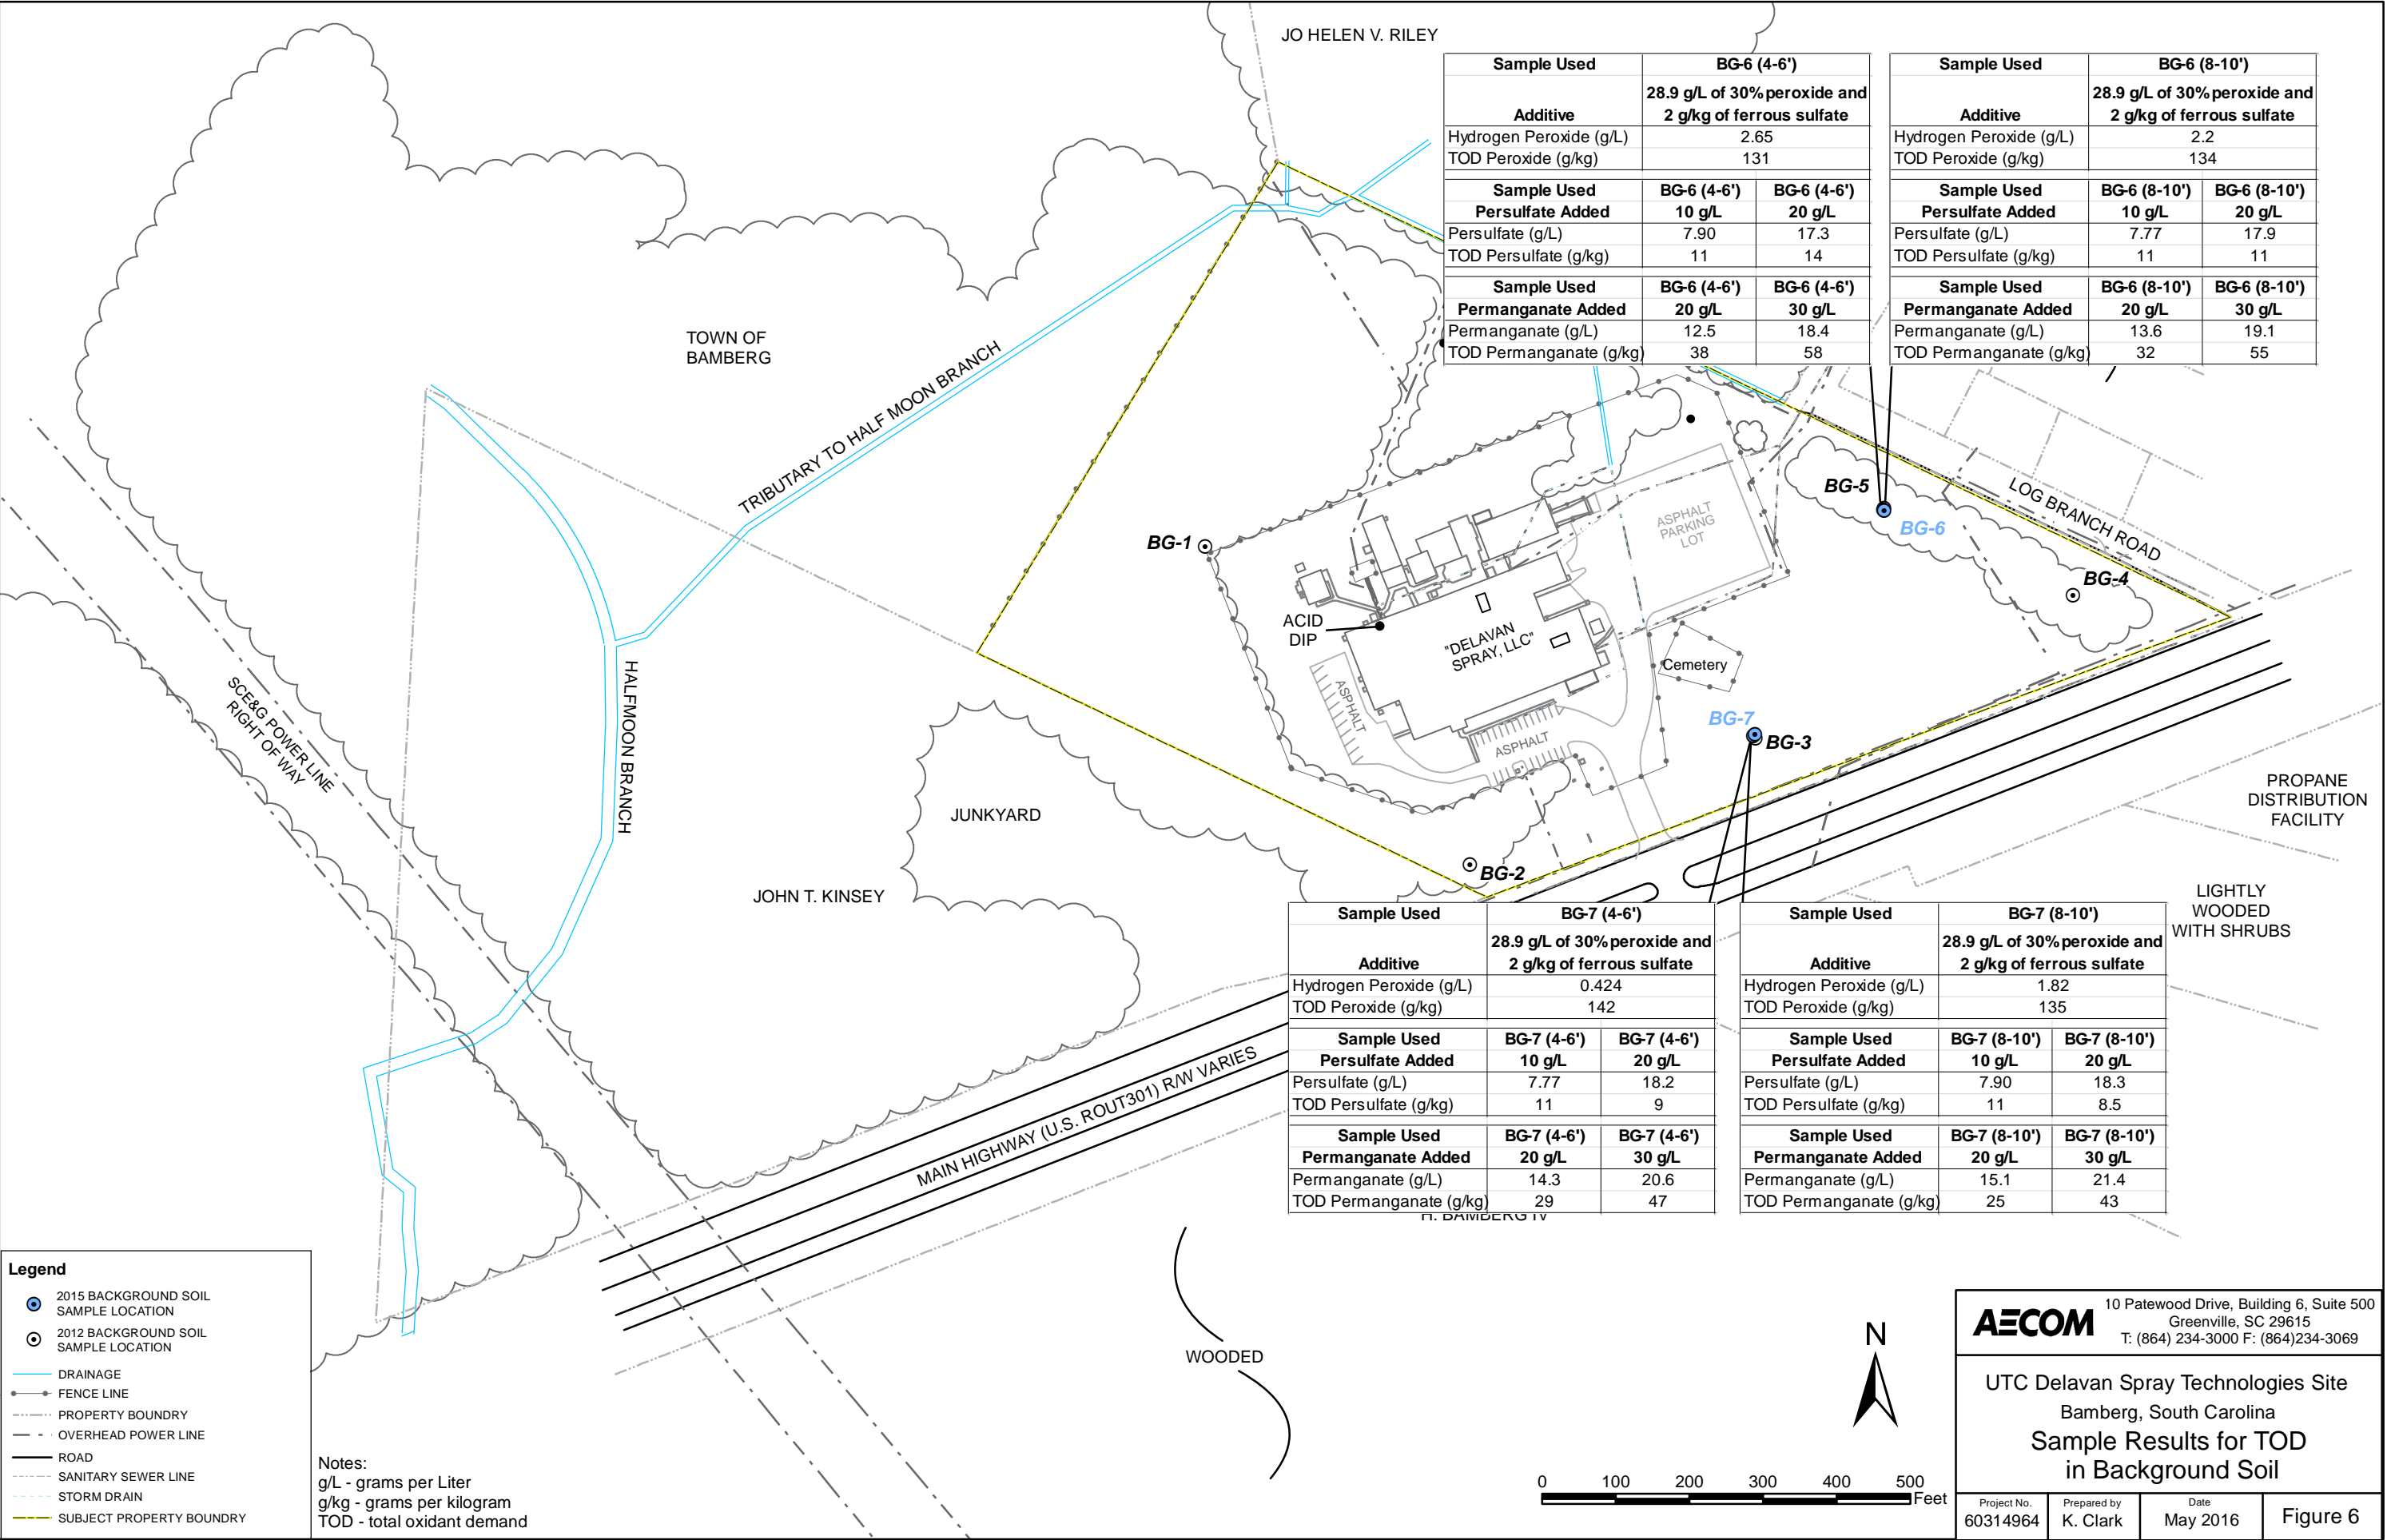 JO HELEN V. RILEY
Sample Used BG-6 (4-6')
Additive 28.9 g/L of 30% peroxide and 2 g/kg of ferrous sulfate
Hydrogen Peroxide (g/L) 2.65
TOD Peroxide (g/kg) 131
Sample Used BG-6 (4-6') BG-6 (4-6')
Persulfate Added 10 g/L 20 g/L
Persulfate (g/L) 7.90 17.3
TOD Persulfate (g/kg) 11 14
Sample Used BG-6 (4-6') BG-6 (4-6')
Permanganate Added 20 g/L 30 g/L
Permanganate (g/L) 12.5 18.4
TOD Permanganate (g/kg) 38 58
Sample Used BG-6 (8-10')
Additive 28.9 g/L of 30% peroxide and 2 g/kg of ferrous sulfate
Hydrogen Peroxide (g/L) 2.2
TOD Peroxide (g/kg) 134
Sample Used BG-6 (8-10') BG-6 (8-10')
Persulfate Added 10 g/L 20 g/L
Persulfate (g/L) 7.77 17.9
TOD Persulfate (g/kg) 11 11
Sample Used BG-6 (8-10') BG-6 (8-10')
Permanganate Added 20 g/L 30 g/L
Permanganate (g/L) 13.6 19.1
TOD Permanganate (g/kg) 32 55
TOWN OF
BAMBERG
TRIBUTARY TO HALF MOON BRANCH
BG-5
BG-6
LOG BRANCH ROAD
BG-4
ASPHALT
PARKING
LOT
BG-1
ACID
DIP
"DELAVAN
SPRAY, LLC"
Cemetery
ASPHALT
ASPHALT
BG-7
BG-3
BG-2
SCE&G POWER LINE
RIGHT OF WAY
HALFMOON BRANCH
JUNKYARD
JOHN T. KINSEY
PROPANE
DISTRIBUTION
FACILITY
LIGHTLY
WOODED
WITH SHRUBS
MAIN HIGHWAY (U.S. ROUT301) R/W VARIES
Sample Used BG-7 (4-6')
Additive 28.9 g/L of 30% peroxide and 2 g/kg of ferrous sulfate
Hydrogen Peroxide (g/L) 0.424
TOD Peroxide (g/kg) 142
Sample Used BG-7 (4-6') BG-7 (4-6')
Persulfate Added 10 g/L 20 g/L
Persulfate (g/L) 7.77 18.2
TOD Persulfate (g/kg) 11 9
Sample Used BG-7 (4-6') BG-7 (4-6')
Permanganate Added 20 g/L 30 g/L
Permanganate (g/L) 14.3 20.6
TOD Permanganate (g/kg) 29 47
Sample Used BG-7 (8-10')
Additive 28.9 g/L of 30% peroxide and 2 g/kg of ferrous sulfate
Hydrogen Peroxide (g/L) 1.82
TOD Peroxide (g/kg) 135
Sample Used BG-7 (8-10') BG-7 (8-10')
Persulfate Added 10 g/L 20 g/L
Persulfate (g/L) 7.90 18.3
TOD Persulfate (g/kg) 11 8.5
Sample Used BG-7 (8-10') BG-7 (8-10')
Permanganate Added 20 g/L 30 g/L
Permanganate (g/L) 15.1 21.4
TOD Permanganate (g/kg) 25 43
H. BAMBERG IV
WOODED
Legend
2015 BACKGROUND SOIL
SAMPLE LOCATION
2012 BACKGROUND SOIL
SAMPLE LOCATION
DRAINAGE
FENCE LINE
PROPERTY BOUNDRY
OVERHEAD POWER LINE
ROAD
SANITARY SEWER LINE
STORM DRAIN
SUBJECT PROPERTY BOUNDRY
Notes:
g/L - grams per Liter
g/kg - grams per kilogram
TOD - total oxidant demand
N
0 100 200 300 400 500
Feet
AECOM
10 Patewood Drive, Building 6, Suite 500
Greenville, SC 29615
T: (864) 234-3000 F: (864)234-3069
UTC Delavan Spray Technologies Site
Bamberg, South Carolina
Sample Results for TOD
in Background Soil
Project No.
60314964
Prepared by
K. Clark
Date
May 2016
Figure 6